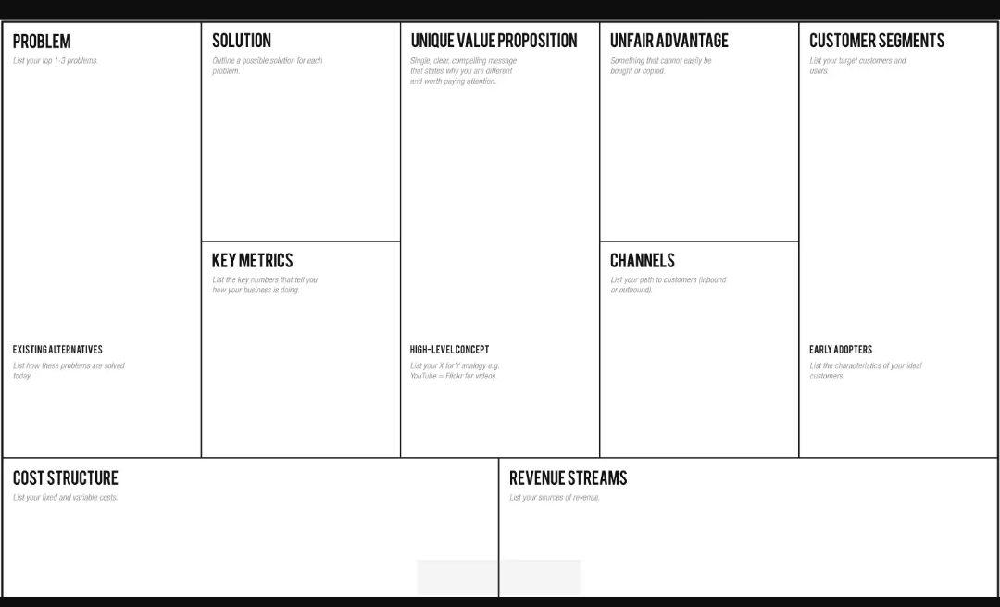 PROBLEM
List your top 1-3 problems.
EXISTING ALTERNATIVES
List how these problems are solved
today.
SOLUTION
Outline a possible solution for each
problem.
KEY METRICS
List the key numbers that tell you
how your business is doing.
UNIQUE VALUE PROPOSITION
Single, clear, compelling message
that states why you are different
and worth paying attention.
HIGH-LEVEL CONCEPT
List your X for Y analogy e.g.
YouTube = Flickr for videos.
UNFAIR ADVANTAGE
Something that cannot easily be
bought or copied.
CHANNELS
List your path to customers (inbound
or outbound).
CUSTOMER SEGMENTS
List your target customers and
users.
EARLY ADOPTERS
List the characteristics of your ideal
customers.
COST STRUCTURE
List your fixed and variable costs.
REVENUE STREAMS
List your sources of revenue.